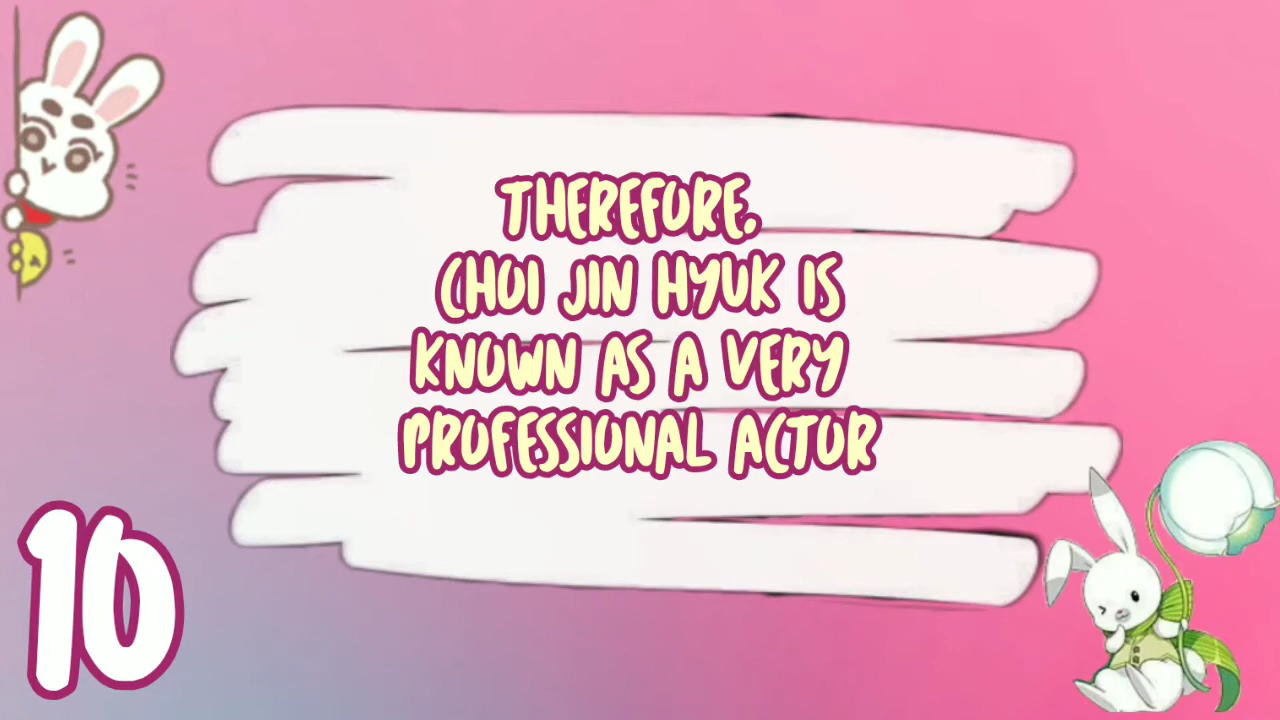 THEREFORE,
CHOI JIN HYUK IS
KNOWN AS A VERY
PROFESSIONAL ACTOR
10